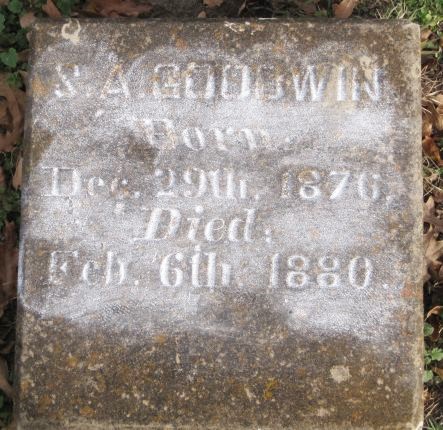 S. A. GOODWIN
Born
Dec. 29th, 1876,
Died:
Feb. 6th. 1880.